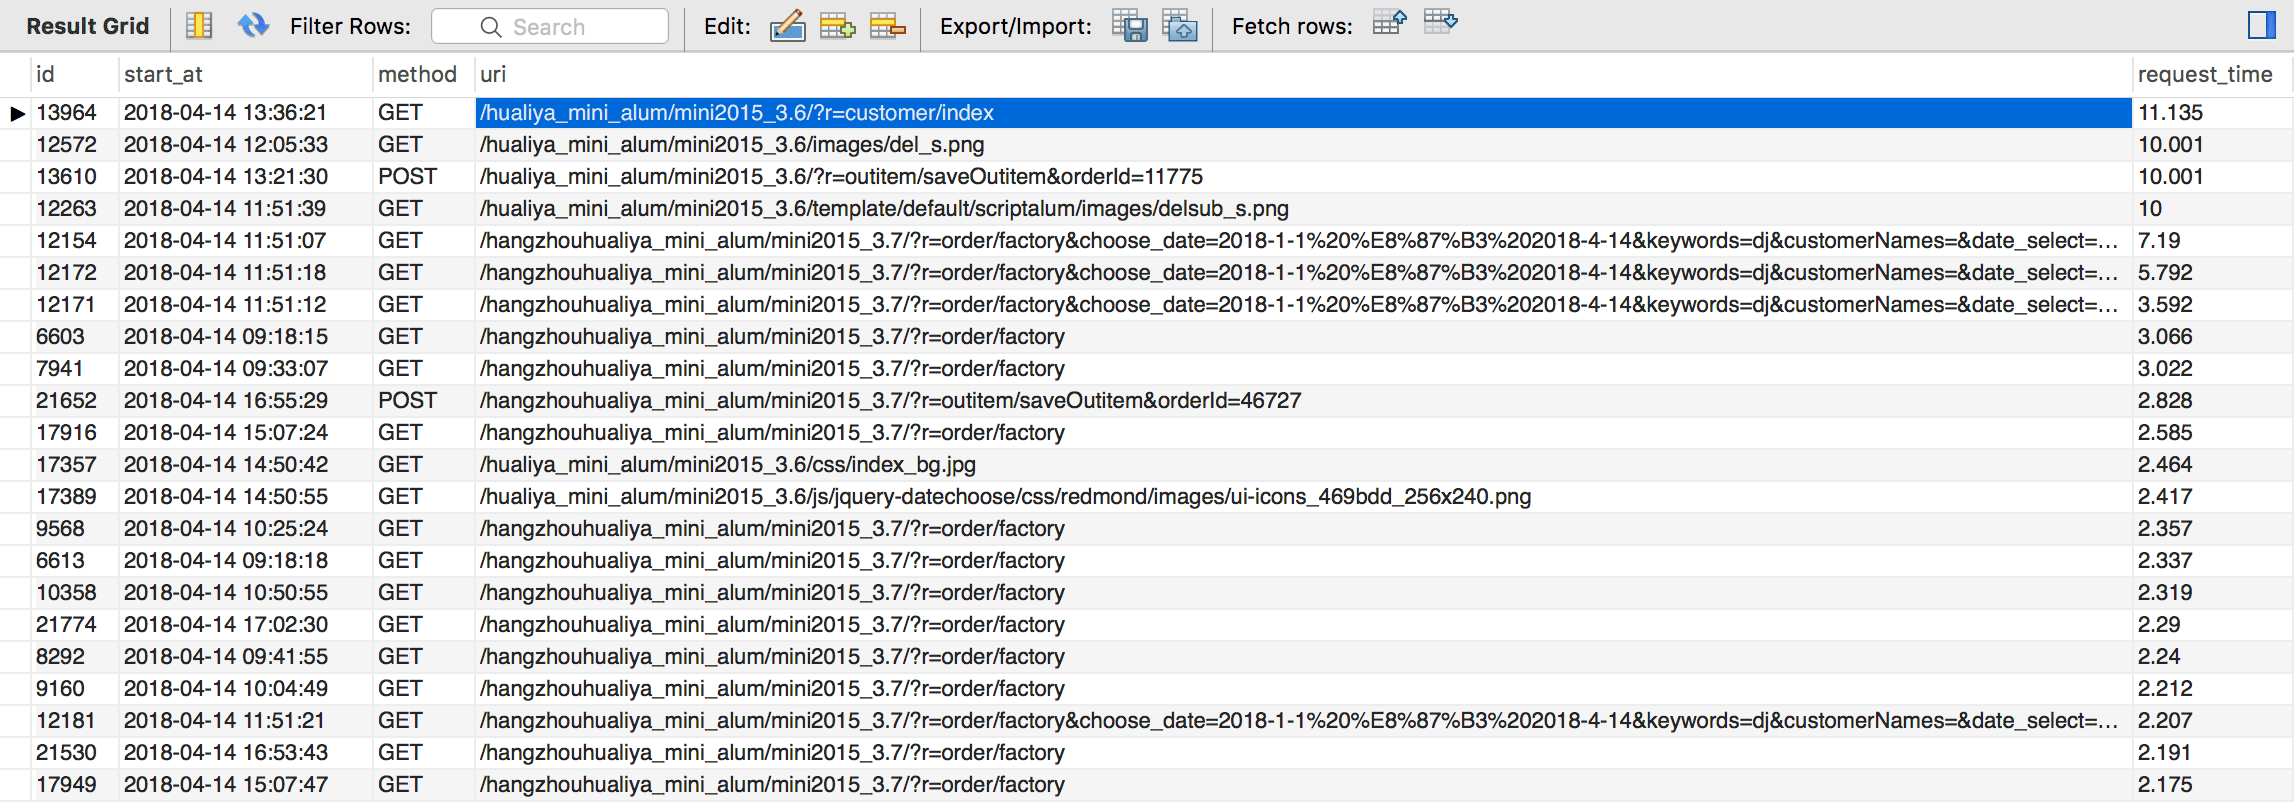 Result Grid Filter Rows: Search Edit: Export/Import: Fetch rows:
id start_at method uri request_time
13964 2018-04-14 13:36:21 GET /hualiya_mini_alum/mini2015_3.6/?r=customer/index 11.135
12572 2018-04-14 12:05:33 GET /hualiya_mini_alum/mini2015_3.6/images/del_s.png 10.001
13610 2018-04-14 13:21:30 POST /hualiya_mini_alum/mini2015_3.6/?r=outitem/saveOutitem&orderId=11775 10.001
12263 2018-04-14 11:51:39 GET /hualiya_mini_alum/mini2015_3.6/template/default/scriptalum/images/delsub_s.png 10
12154 2018-04-14 11:51:07 GET /hangzhouhualiya_mini_alum/mini2015_3.7/?r=order/factory&choose_date=2018-1-1%20%E8%87%B3%202018-4-14&keywords=dj&customerNames=&date_select=... 7.19
12172 2018-04-14 11:51:18 GET /hangzhouhualiya_mini_alum/mini2015_3.7/?r=order/factory&choose_date=2018-1-1%20%E8%87%B3%202018-4-14&keywords=dj&customerNames=&date_select=... 5.792
12171 2018-04-14 11:51:12 GET /hangzhouhualiya_mini_alum/mini2015_3.7/?r=order/factory&choose_date=2018-1-1%20%E8%87%B3%202018-4-14&keywords=dj&customerNames=&date_select=... 3.592
6603 2018-04-14 09:18:15 GET /hangzhouhualiya_mini_alum/mini2015_3.7/?r=order/factory 3.066
7941 2018-04-14 09:33:07 GET /hangzhouhualiya_mini_alum/mini2015_3.7/?r=order/factory 3.022
21652 2018-04-14 16:55:29 POST /hangzhouhualiya_mini_alum/mini2015_3.7/?r=outitem/saveOutitem&orderId=46727 2.828
17916 2018-04-14 15:07:24 GET /hangzhouhualiya_mini_alum/mini2015_3.7/?r=order/factory 2.585
17357 2018-04-14 14:50:42 GET /hualiya_mini_alum/mini2015_3.6/css/index_bg.jpg 2.464
17389 2018-04-14 14:50:55 GET /hualiya_mini_alum/mini2015_3.6/js/jquery-datechoose/css/redmond/images/ui-icons_469bdd_256x240.png 2.417
9568 2018-04-14 10:25:24 GET /hangzhouhualiya_mini_alum/mini2015_3.7/?r=order/factory 2.357
6613 2018-04-14 09:18:18 GET /hangzhouhualiya_mini_alum/mini2015_3.7/?r=order/factory 2.337
10358 2018-04-14 10:50:55 GET /hangzhouhualiya_mini_alum/mini2015_3.7/?r=order/factory 2.319
21774 2018-04-14 17:02:30 GET /hangzhouhualiya_mini_alum/mini2015_3.7/?r=order/factory 2.29
8292 2018-04-14 09:41:55 GET /hangzhouhualiya_mini_alum/mini2015_3.7/?r=order/factory 2.24
9160 2018-04-14 10:04:49 GET /hangzhouhualiya_mini_alum/mini2015_3.7/?r=order/factory 2.212
12181 2018-04-14 11:51:21 GET /hangzhouhualiya_mini_alum/mini2015_3.7/?r=order/factory&choose_date=2018-1-1%20%E8%87%B3%202018-4-14&keywords=dj&customerNames=&date_select=... 2.207
21530 2018-04-14 16:53:43 GET /hangzhouhualiya_mini_alum/mini2015_3.7/?r=order/factory 2.191
17949 2018-04-14 15:07:47 GET /hangzhouhualiya_mini_alum/mini2015_3.7/?r=order/factory 2.175